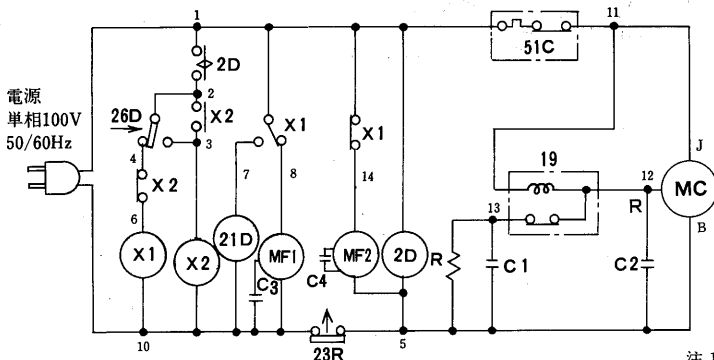 1
11
2D
51C
電源
単相100V
50/60Hz
26D
2
X2
3
X1
X1
4
X2
7
8
14
19
J
12
MC
R
B
6
13
X1
X2
21D
MF1
MF2
2D
R
C3
C4
C1
C2
10
23R
5
注1